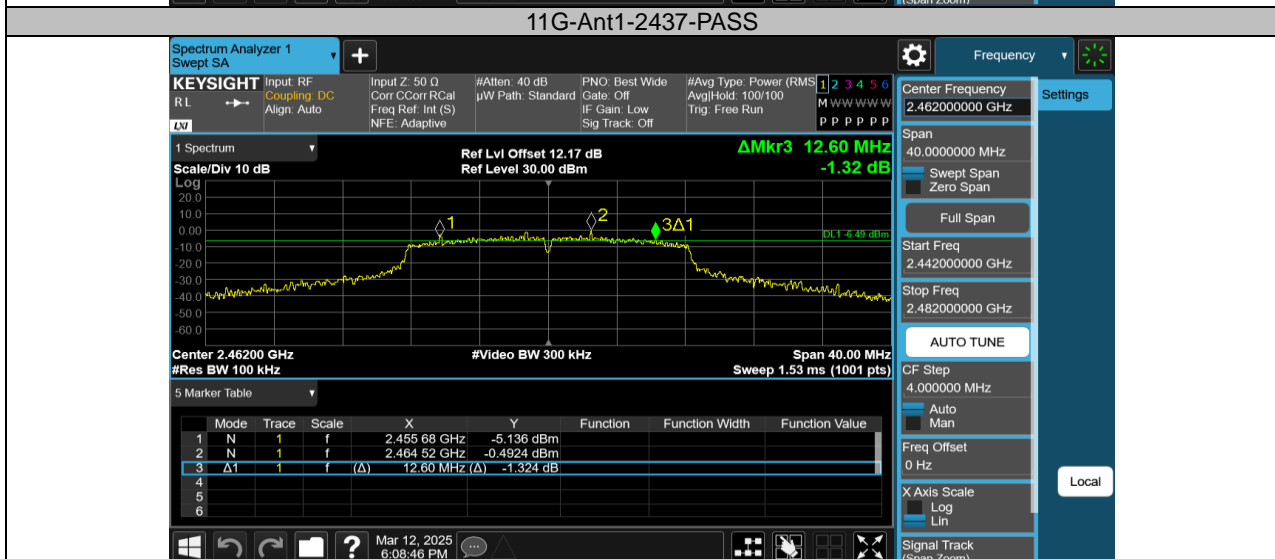 (Span Zoom)
11G-Ant1-2437-PASS
Spectrum Analyzer 1
Swept SA
Frequency
KEYSIGHT Input: RF Input Z: 50 Ω #Atten: 40 dB PNO: Best Wide #Avg Type: Power (RMS 1 2 3 4 5 6
RL Coupling: DC Corr CCorr RCal µW Path: Standard Gate: Off Avg|Hold: 100/100 M W W W W W
Align: Auto Freq Ref: Int (S) IF Gain: Low Trig: Free Run
LXI NFE: Adaptive Sig Track: Off P P P P P P
Center Frequency
2.462000000 GHz
Settings
Span
40.0000000 MHz
Swept Span
Zero Span
Full Span
Start Freq
2.442000000 GHz
Stop Freq
2.482000000 GHz
AUTO TUNE
CF Step
4.000000 MHz
Auto
Man
Freq Offset
0 Hz
X Axis Scale
Log
Lin
Signal Track
(Span Zoom)
Local
1 Spectrum
Scale/Div 10 dB
Ref Lvl Offset 12.17 dB
Ref Level 30.00 dBm
ΔMkr3 12.60 MHz
-1.32 dB
Log
20.0
10.0
0.00
-10.0
-20.0
-30.0
-40.0
-50.0
-60.0
1
2
3Δ1
DL1 -6.49 dBm
Center 2.46200 GHz #Video BW 300 kHz Span 40.00 MHz
#Res BW 100 kHz Sweep 1.53 ms (1001 pts)
5 Marker Table
Mode Trace Scale X Y Function Function Width Function Value
1 N 1 f 2.455 68 GHz -5.136 dBm
2 N 1 f 2.464 52 GHz -0.4924 dBm
3 Δ1 1 f (Δ) 12.60 MHz (Δ) -1.324 dB
4
5
6
? Mar 12, 2025
6:08:46 PM